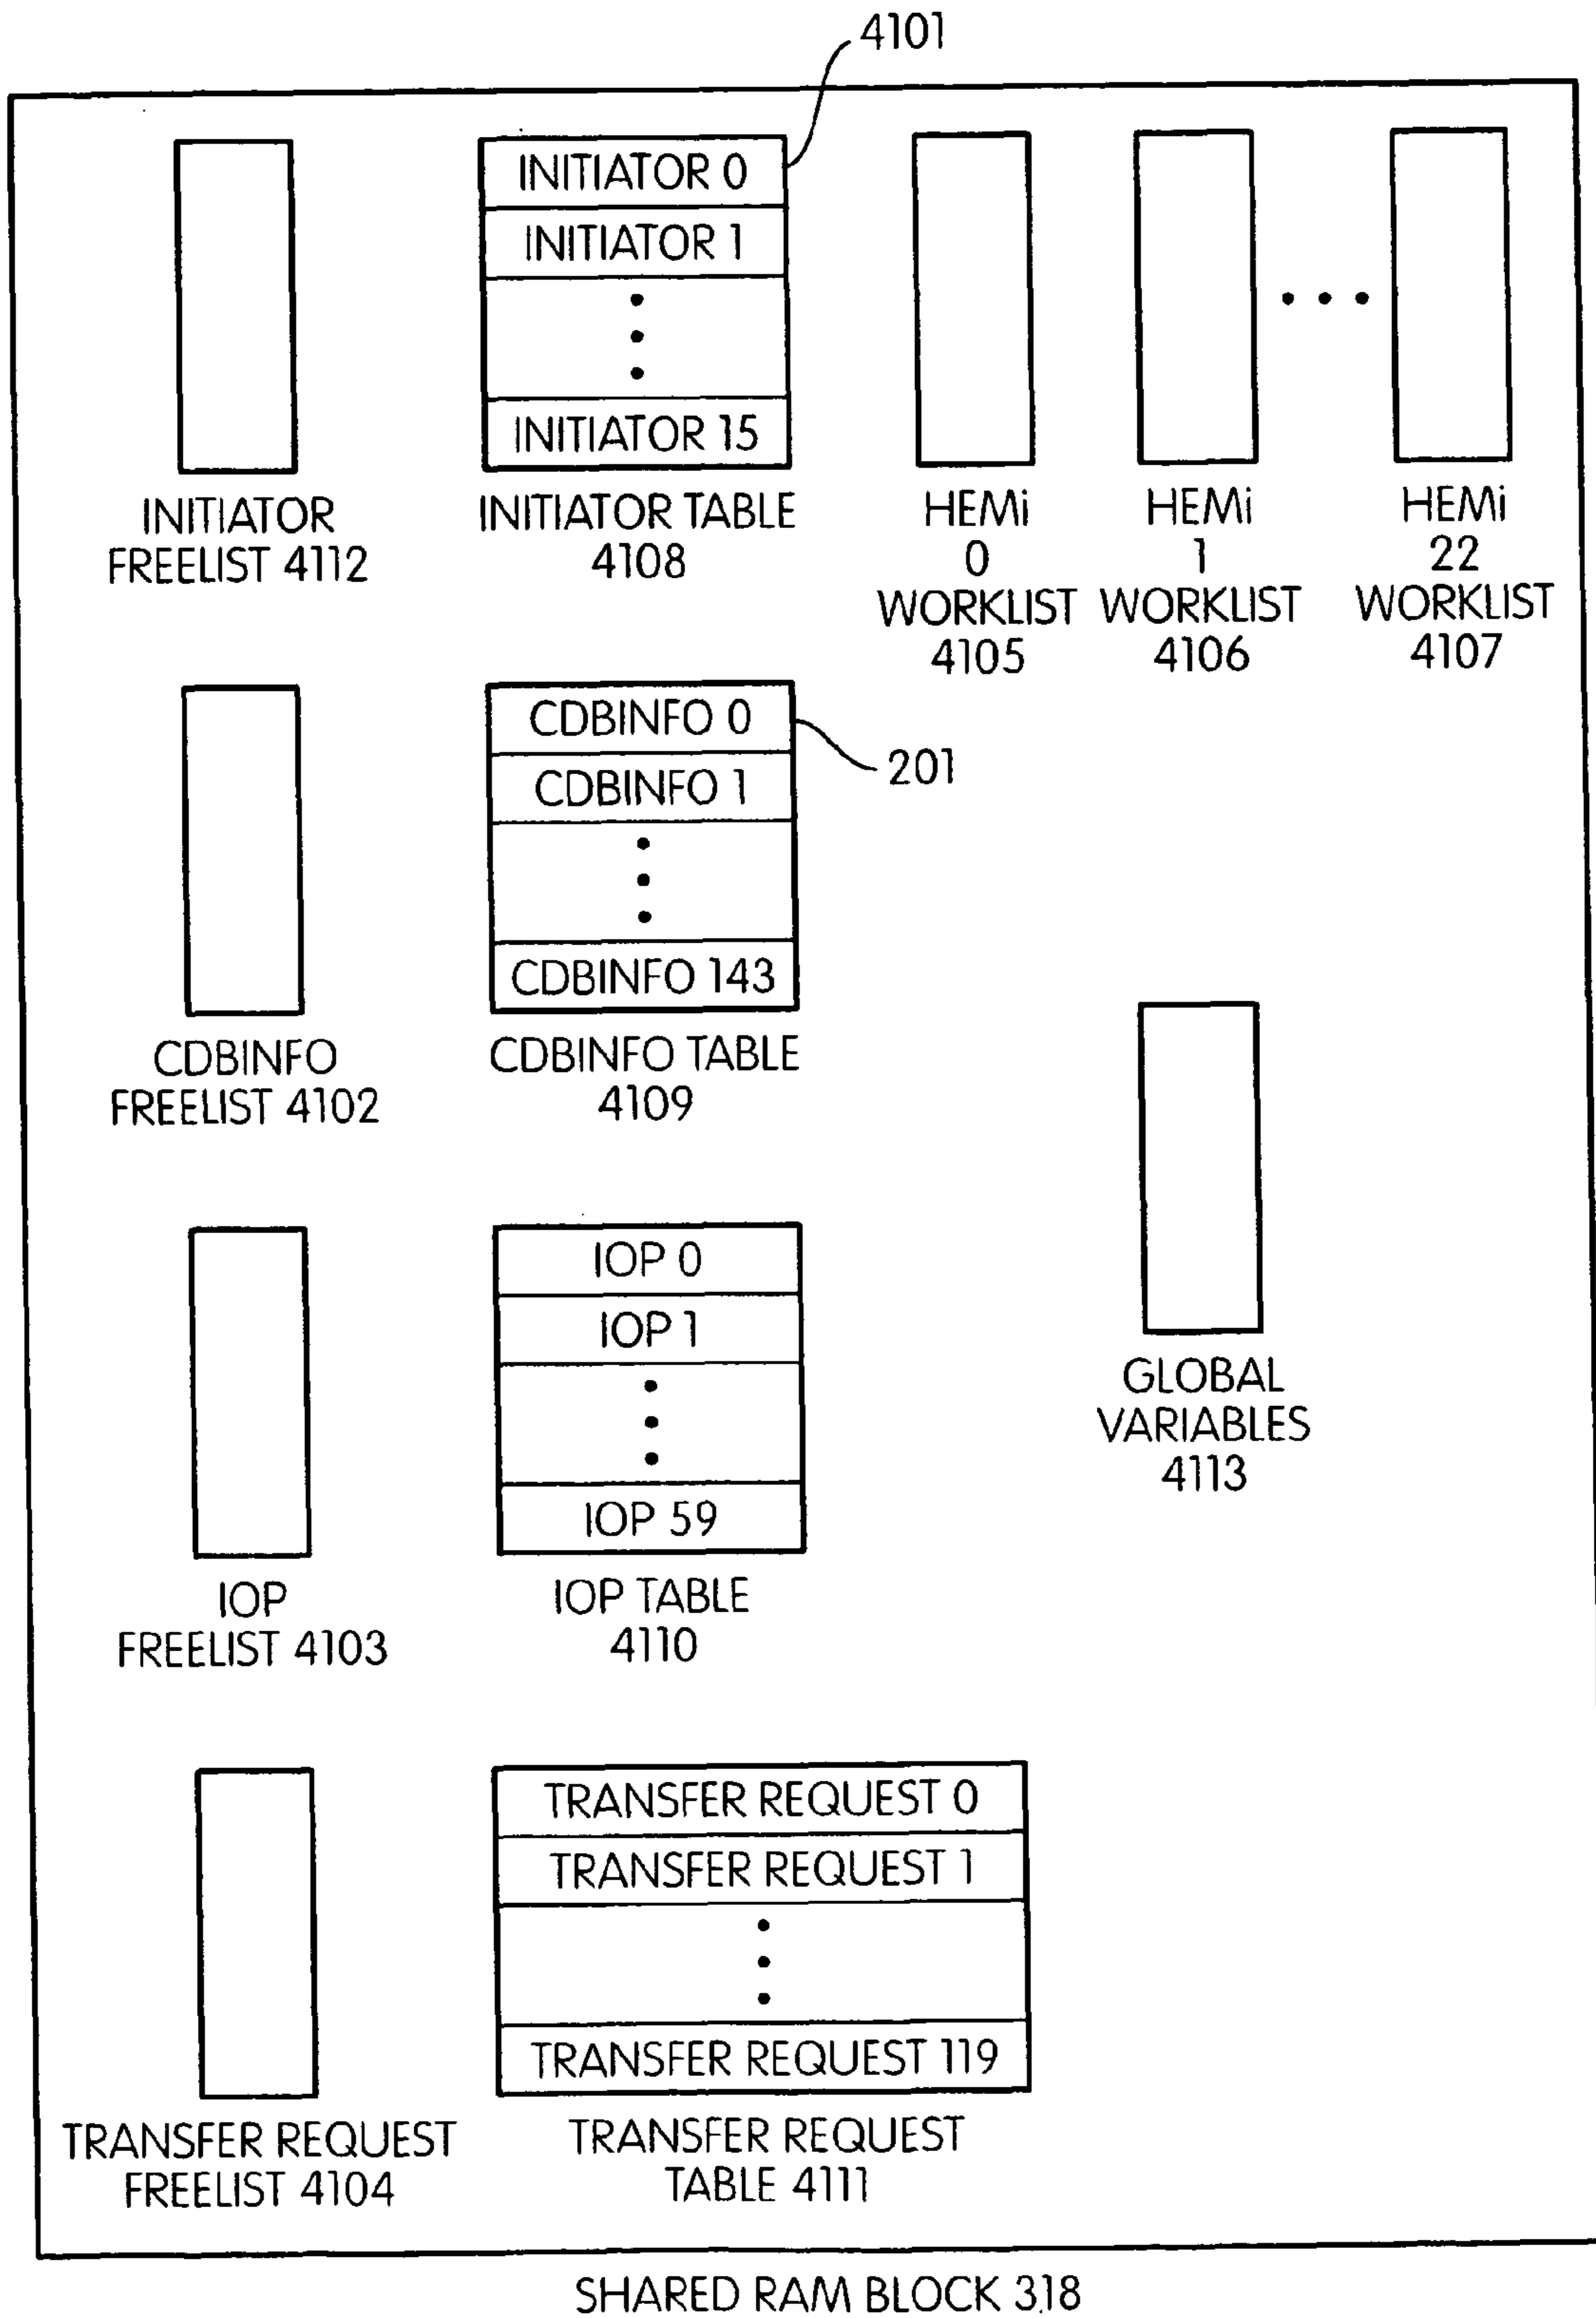 4101
INITIATOR 0
INITIATOR 1
INITIATOR 15
INITIATOR
FREELIST 4112
INITIATOR TABLE
4108
HEMi
0
WORKLIST
4105
HEMi
1
WORKLIST
4106
HEMi
22
WORKLIST
4107
CDBINFO 0
CDBINFO 1
CDBINFO 143
201
CDBINFO
FREELIST 4102
CDBINFO TABLE
4109
IOP 0
IOP 1
IOP 59
IOP
FREELIST 4103
IOP TABLE
4110
GLOBAL
VARIABLES
4113
TRANSFER REQUEST 0
TRANSFER REQUEST 1
TRANSFER REQUEST 119
TRANSFER REQUEST
FREELIST 4104
TRANSFER REQUEST
TABLE 4111
SHARED RAM BLOCK 318